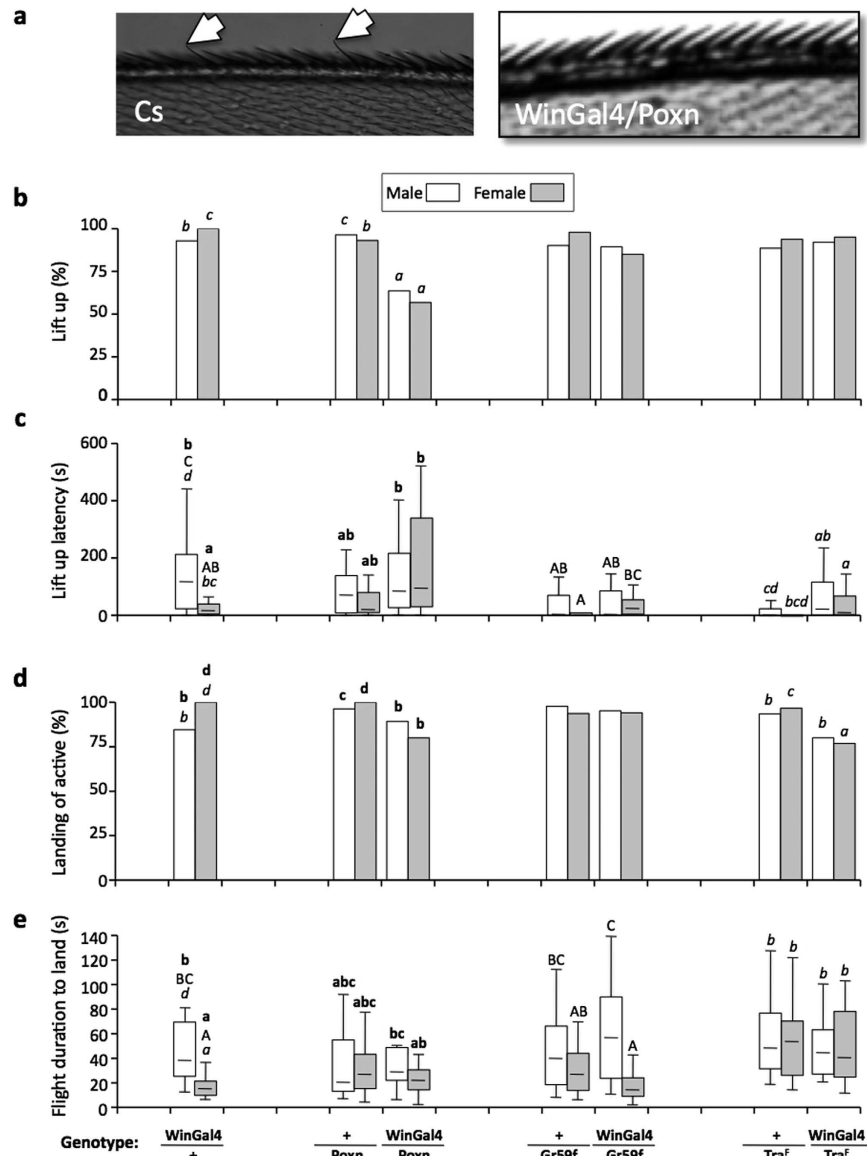 a
Cs
WinGal4/Poxn
Male Female
b
Lift up (%)
100
75
50
25
0
b c
c b
a a
c
Lift up latency (s)
600
400
200
0
b
C
d
a
AB
bc
ab ab
b b
AB A
AB BC
cd bcd
ab a
d
Landing of active (%)
100
75
50
25
0
b
b
d
d
c d
b b
b c
b a
e
Flight duration to land (s)
140
120
100
80
60
40
20
0
b
BC
d
a
A
a
abc abc
bc ab
BC AB
C A
b b
b b
Genotype:
WinGal4
+
+
Poxn
WinGal4
Poxn
+
Gr59f
WinGal4
Gr59f
+
Traᶠ
WinGal4
Traᶠ